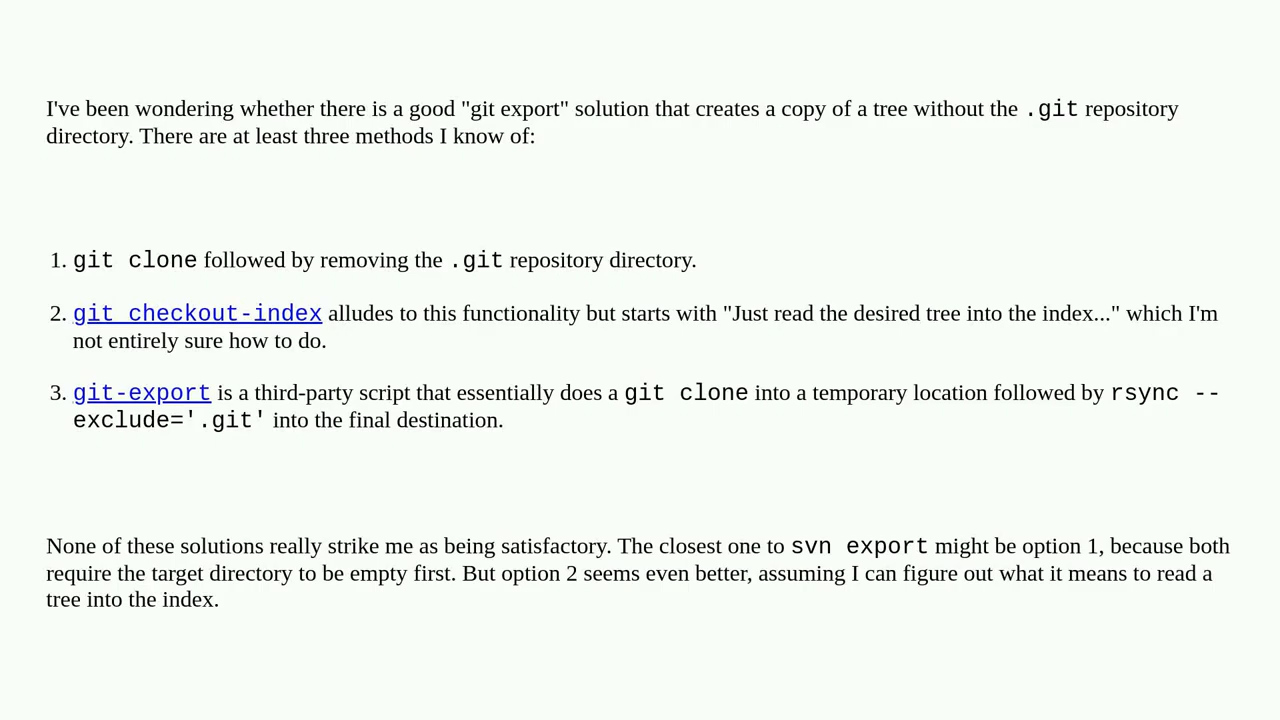 I've been wondering whether there is a good "git export" solution that creates a copy of a tree without the .git repository
directory. There are at least three methods I know of:
1. git clone followed by removing the .git repository directory.
2. git checkout-index alludes to this functionality but starts with "Just read the desired tree into the index..." which I'm
not entirely sure how to do.
3. git-export is a third-party script that essentially does a git clone into a temporary location followed by rsync --
exclude='.git' into the final destination.
None of these solutions really strike me as being satisfactory. The closest one to svn export might be option 1, because both
require the target directory to be empty first. But option 2 seems even better, assuming I can figure out what it means to read a
tree into the index.